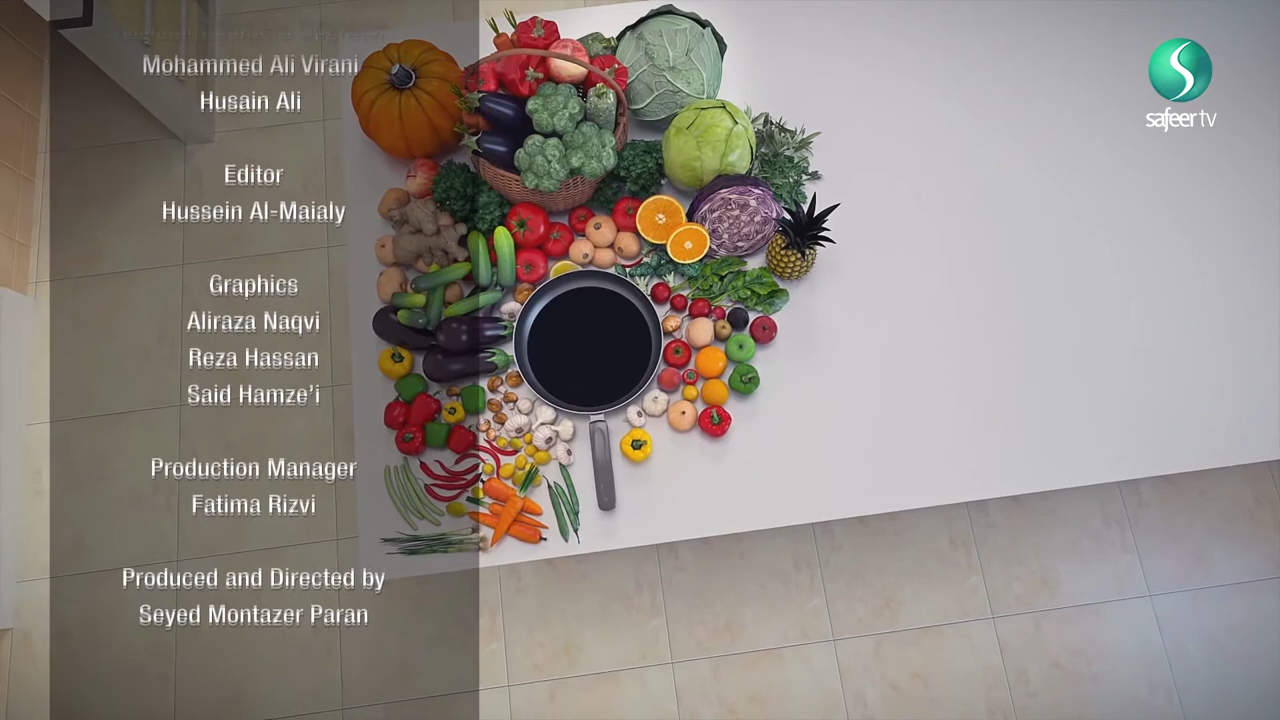 Mohammed Ali Virani
Husain Ali
Editor
Hussein Al-Maialy
Graphics
Aliraza Naqvi
Reza Hassan
Said Hamze'i
Production Manager
Fatima Rizvi
Produced and Directed by
Seyed Montazer Paran
safeer tv